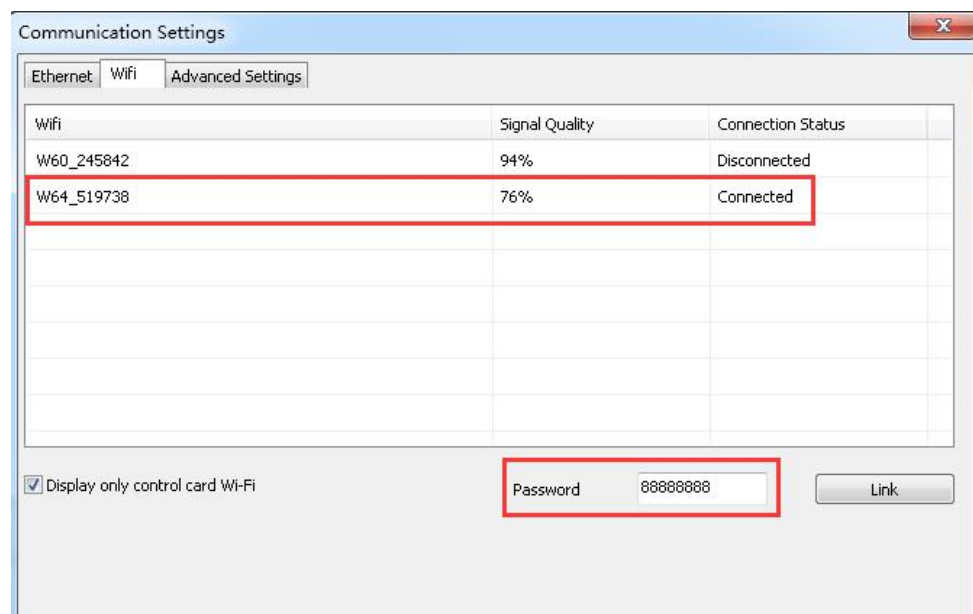 Communication Settings
Ethernet Wifi Advanced Settings
Wifi Signal Quality Connection Status
W60_245842 94% Disconnected
W64_519738 76% Connected
Display only control card Wi-Fi Password 88888888 Link